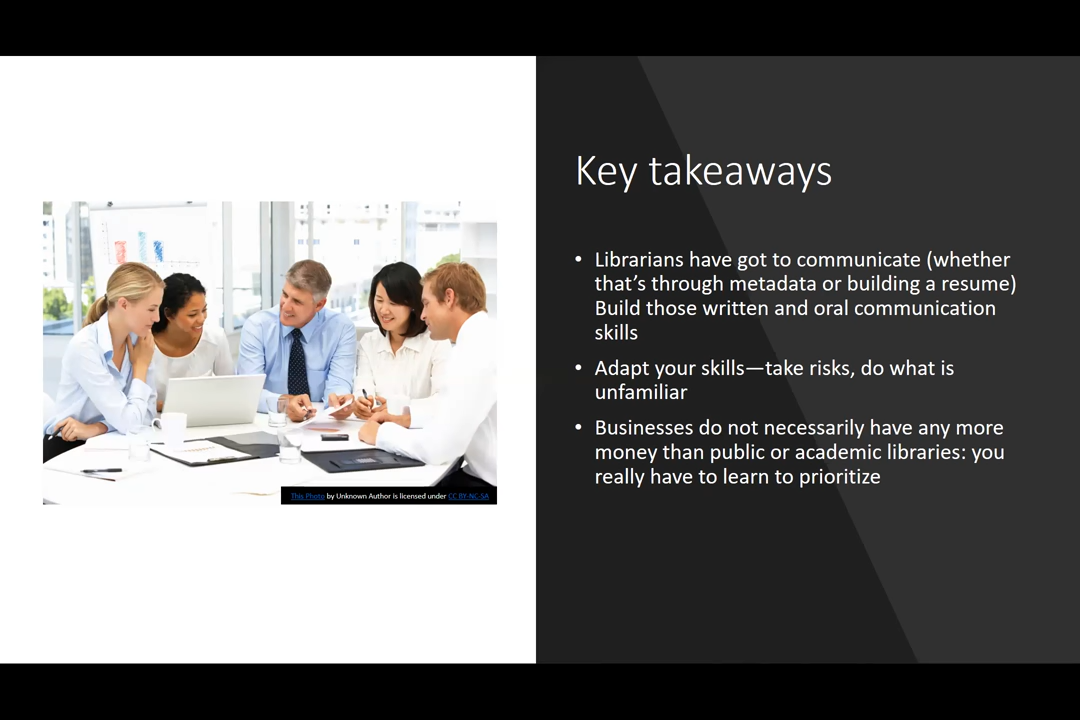 Key takeaways
• Librarians have got to communicate (whether
that’s through metadata or building a resume)
Build those written and oral communication
skills
• Adapt your skills—take risks, do what is
unfamiliar
• Businesses do not necessarily have any more
money than public or academic libraries: you
really have to learn to prioritize
This Photo by Unknown Author is licensed under CC BY-NC-SA